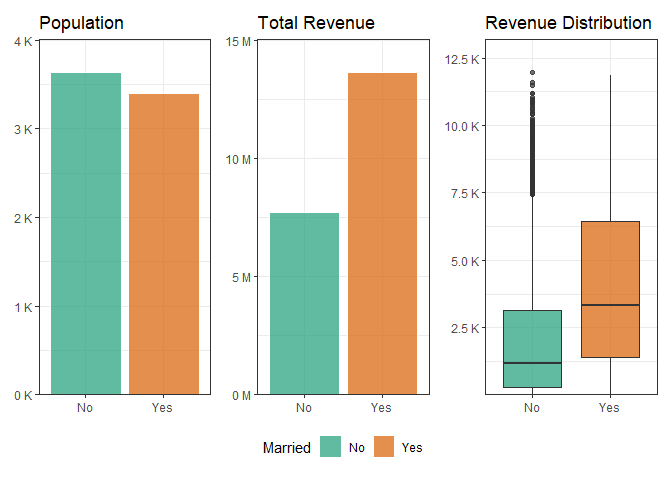 Population
4 K
3 K
2 K
1 K
0 K
No Yes
Total Revenue
15 M
10 M
5 M
0 M
No Yes
Revenue Distribution
12.5 K
10.0 K
7.5 K
5.0 K
2.5 K
No Yes
Married No Yes